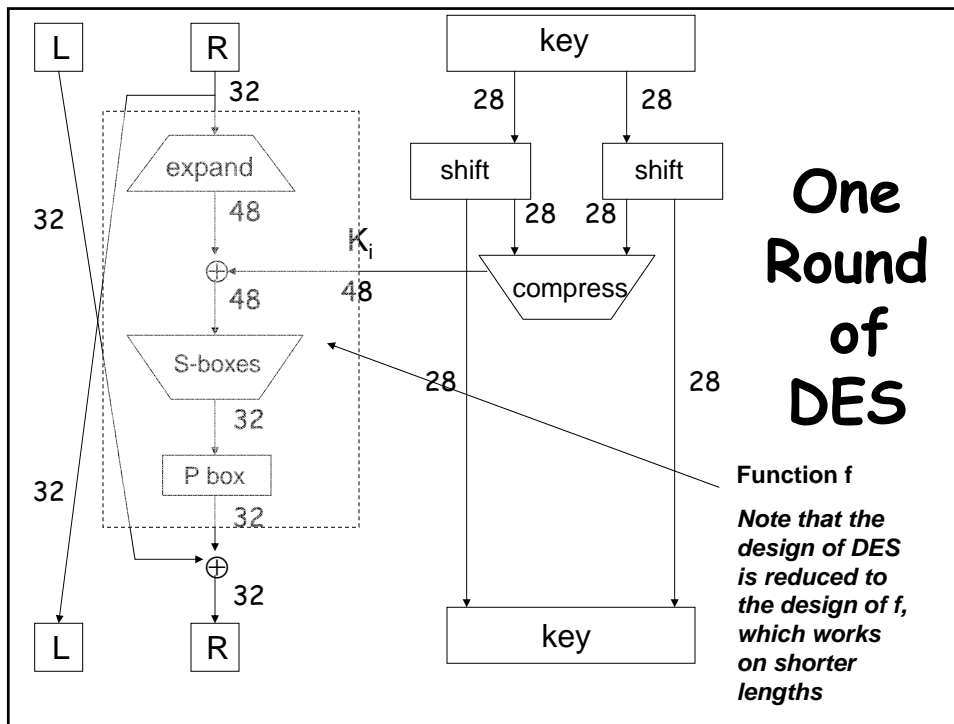 L
R
key
32
28
28
expand
shift
shift
One
Round
of
DES
32
48
28
28
K<sub>i</sub>
⊕
48
compress
48
S-boxes
28
28
32
Function f
P box
32
32
Note that the
design of DES
is reduced to
the design of f,
which works
on shorter
lengths
⊕
32
L
R
key